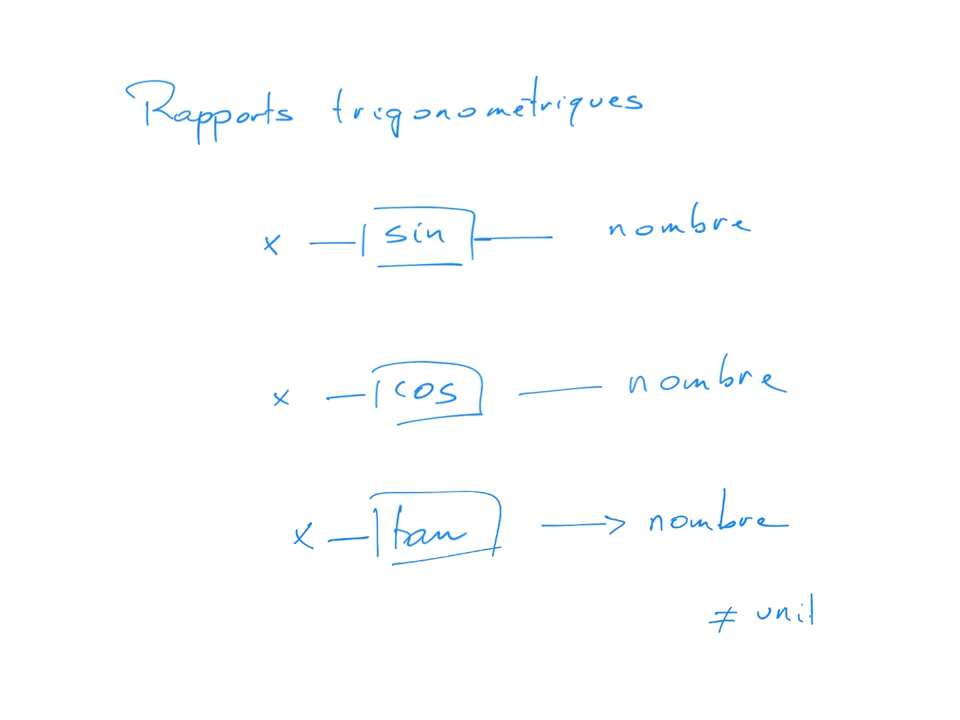 Rapports trigonométriques
x sin nombre
x cos nombre
x tan → nombre
≠ unit